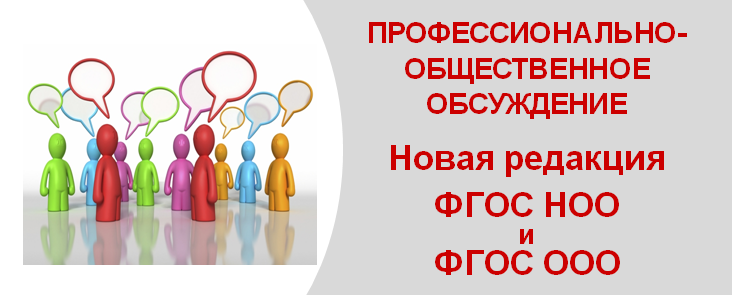 ПРОФЕССИОНАЛЬНО-
ОБЩЕСТВЕННОЕ
ОБСУЖДЕНИЕ
Новая редакция
ФГОС НОО
и
ФГОС ООО